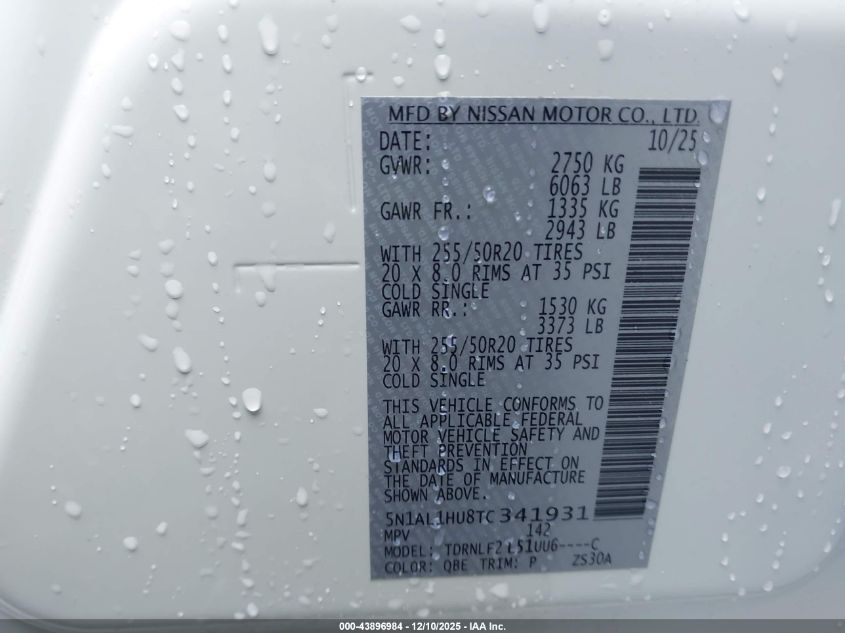 MFD BY NISSAN MOTOR CO., LTD.
DATE: 10/25
GVWR: 2750 KG
6063 LB
GAWR FR.: 1335 KG
2943 LB
WITH 255/50R20 TIRES
20 X 8.0 RIMS AT 35 PSI
COLD SINGLE
GAWR RR.: 1530 KG
3373 LB
WITH 255/50R20 TIRES
20 X 8.0 RIMS AT 35 PSI
COLD SINGLE
THIS VEHICLE CONFORMS TO
ALL APPLICABLE FEDERAL
MOTOR VEHICLE SAFETY AND
THEFT PREVENTION
STANDARDS IN EFFECT ON
THE DATE OF MANUFACTURE
SHOWN ABOVE.
5N1AL1HU8TC341931
MPV 142
MODEL: TDRNLF2L51UU6----C
COLOR: QBE TRIM: P ZS30A
000-43896984 - 12/10/2025 - IAA Inc.